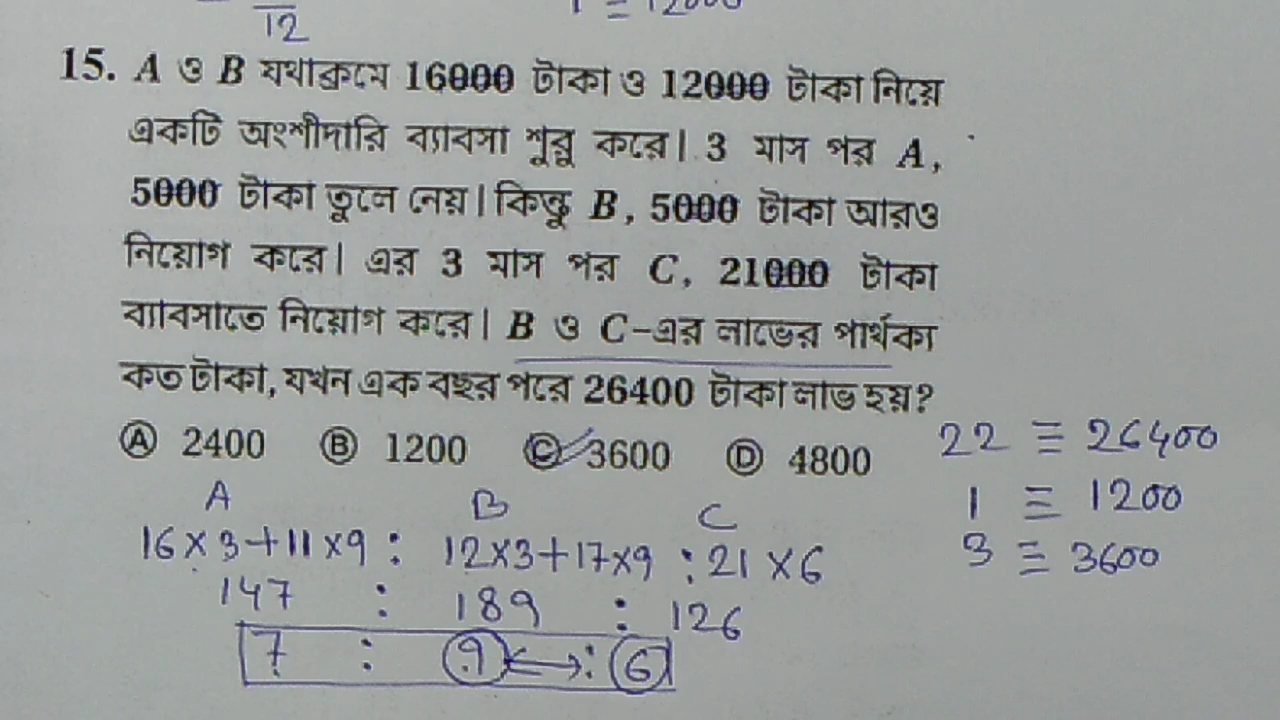 12
15. A ও B যথাক্রমে 16000 টাকা ও 12000 টাকা নিয়ে
একটি অংশীদারি ব্যাবসা শুরু করে। 3 মাস পর A,
5000 টাকা তুলে নেয়। কিন্তু B, 5000 টাকা আরও
নিয়োগ করে। এর 3 মাস পর C, 21000 টাকা
ব্যাবসাতে নিয়োগ করে। B ও C-এর লাভের পার্থক্য
কত টাকা, যখন এক বছর পরে 26400 টাকা লাভ হয়?
Ⓐ 2400 Ⓑ 1200 Ⓒ 3600 Ⓓ 4800
22 ≡ 26400
1 ≡ 1200
3 ≡ 3600
A B C
16×3+11×9 : 12×3+17×9 : 21×6
147 : 189 : 126
7 : 9 ↔ : 6